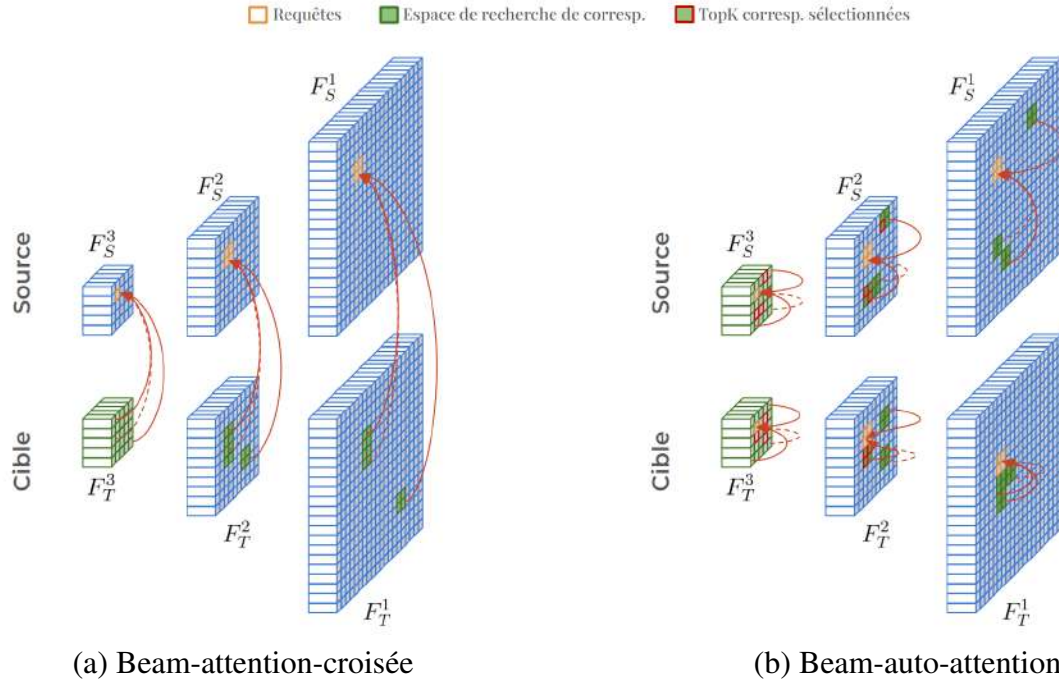 Requêtes Espace de recherche de corresp. TopK corresp. sélectionnées
Source
Cible
F_S^3
F_S^2
F_S^1
F_T^3
F_T^2
F_T^1
(a) Beam-attention-croisée
Source
Cible
F_S^3
F_S^2
F_S^1
F_T^3
F_T^2
F_T^1
(b) Beam-auto-attention